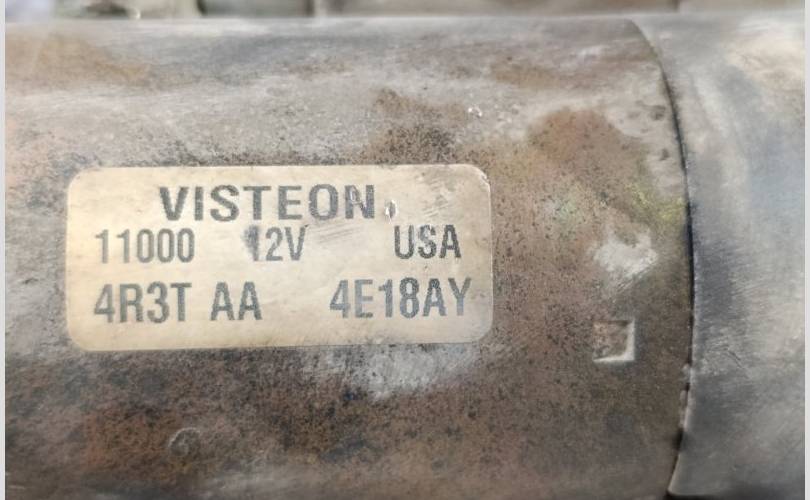 VISTEON
11000 12V USA
4R3T AA 4E18AY